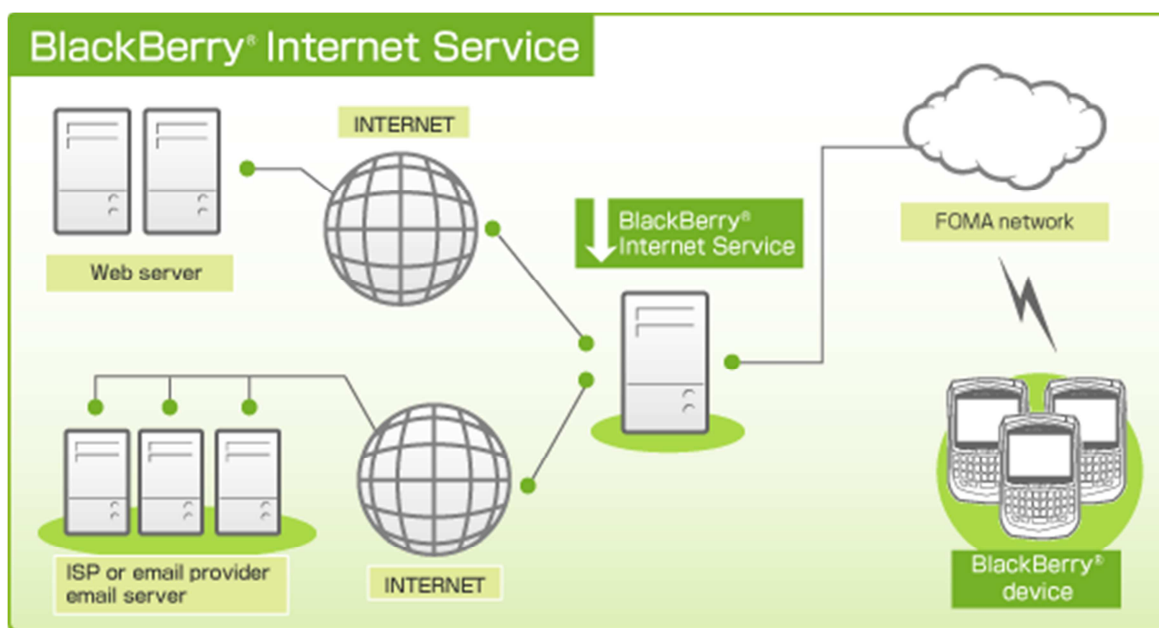 BlackBerry® Internet Service
INTERNET
Web server
BlackBerry®
Internet Service
FOMA network
ISP or email provider
email server
INTERNET
BlackBerry®
device